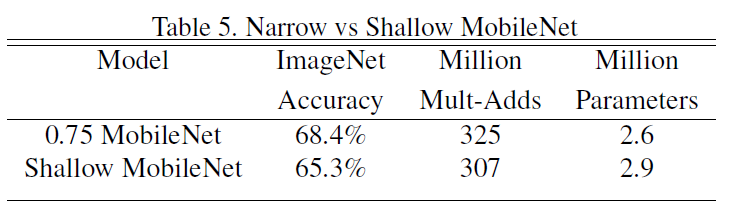 Table 5. Narrow vs Shallow MobileNet
Model ImageNet Million Million
Accuracy Mult-Adds Parameters
0.75 MobileNet 68.4% 325 2.6
Shallow MobileNet 65.3% 307 2.9